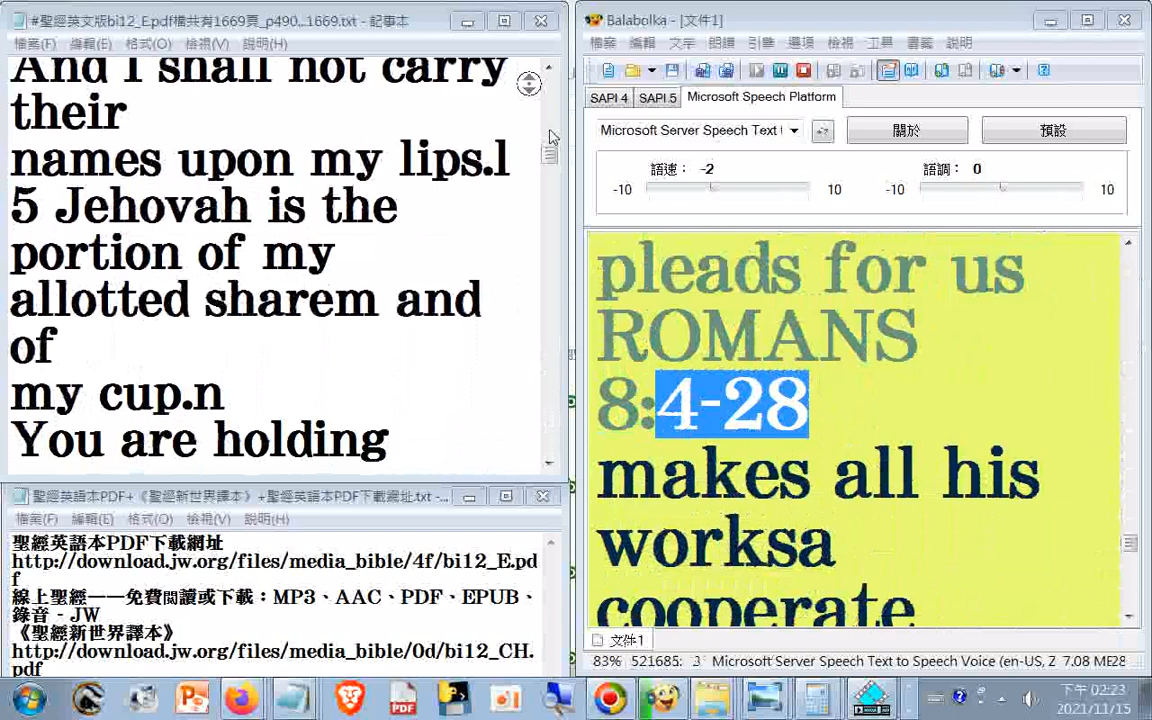 #聖經英文版bi12_E.pdf檔共有1669頁_p490,..1669.txt - 記事本
檔案(F) 編輯(E) 格式(O) 檢視(V) 說明(H)
And I shall not carry
their
names upon my lips.l
5 Jehovah is the
portion of my
allotted sharem and
of
my cup.n
You are holding
聖經英語本PDF+《聖經新世界譯本》+聖經英語本PDF下載網址.txt -...
檔案(F) 編輯(E) 格式(O) 檢視(V) 說明(H)
聖經英語本PDF下載網址
http://download.jw.org/files/media_bible/4f/bi12_E.pd
f
線上聖經——免費閱讀或下載：MP3、AAC、PDF、EPUB、
錄音 - JW
《聖經新世界譯本》
http://download.jw.org/files/media_bible/0d/bi12_CH.
pdf
Balabolka - [文件1]
檔案 編輯 文字 朗讀 引擎 選項 檢視 工具 書籤 說明
SAPI 4 SAPI 5 Microsoft Speech Platform
Microsoft Server Speech Text 關於 預設
語速： -2 語調： 0
-10 10 -10 10
pleads for us
ROMANS
8:4-28
makes all his
worksa
cooperate
文件1
83% 521685: 3 Microsoft Server Speech Text to Speech Voice (en-US, Z 7.08 ME28
下午 02:23
2021/11/15